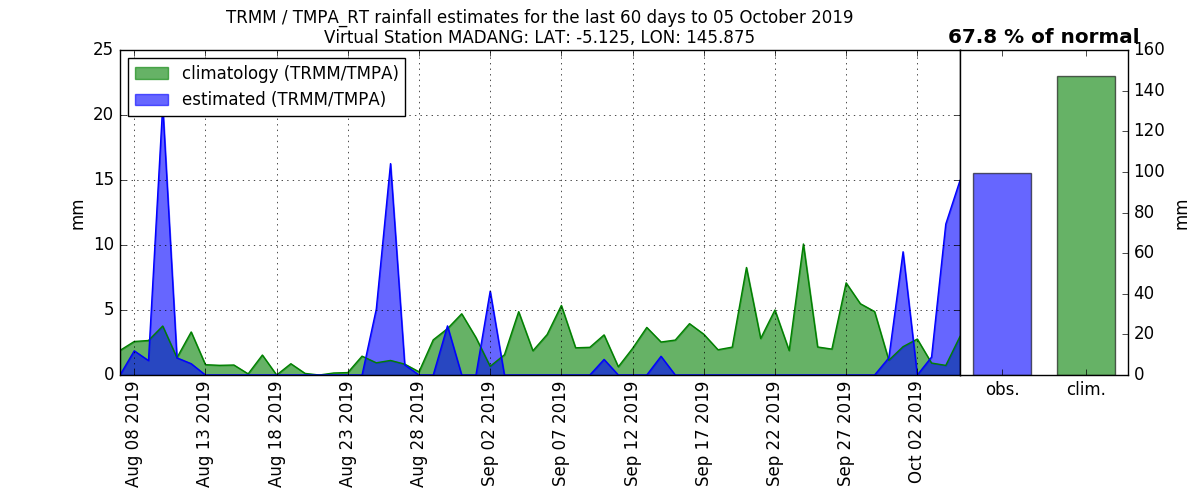 TRMM / TMPA_RT rainfall estimates for the last 60 days to 05 October 2019
Virtual Station MADANG: LAT: -5.125, LON: 145.875
67.8 % of normal
climatology (TRMM/TMPA)
estimated (TRMM/TMPA)
25
20
15
10
5
0
mm
160
140
120
100
80
60
40
20
0
mm
Aug 08 2019
Aug 13 2019
Aug 18 2019
Aug 23 2019
Aug 28 2019
Sep 02 2019
Sep 07 2019
Sep 12 2019
Sep 17 2019
Sep 22 2019
Sep 27 2019
Oct 02 2019
obs.
clim.